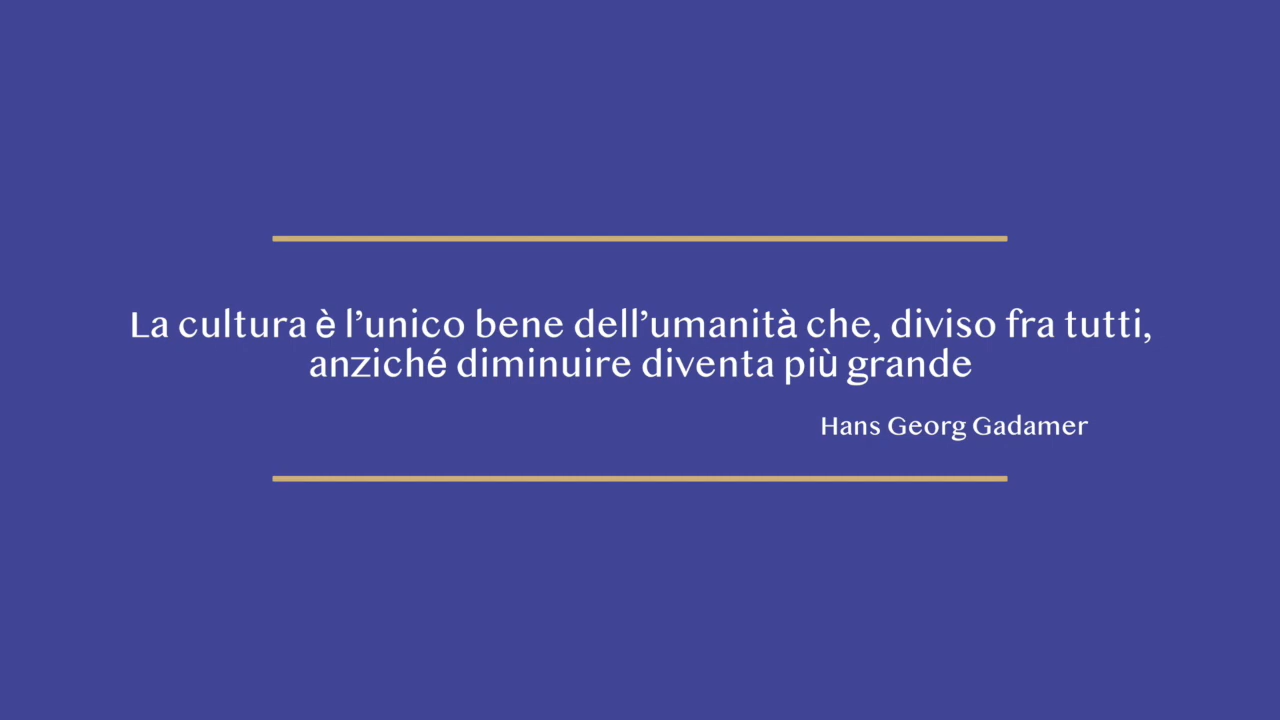 La cultura è l’unico bene dell’umanità che, diviso fra tutti,
anziché diminuire diventa più grande
Hans Georg Gadamer